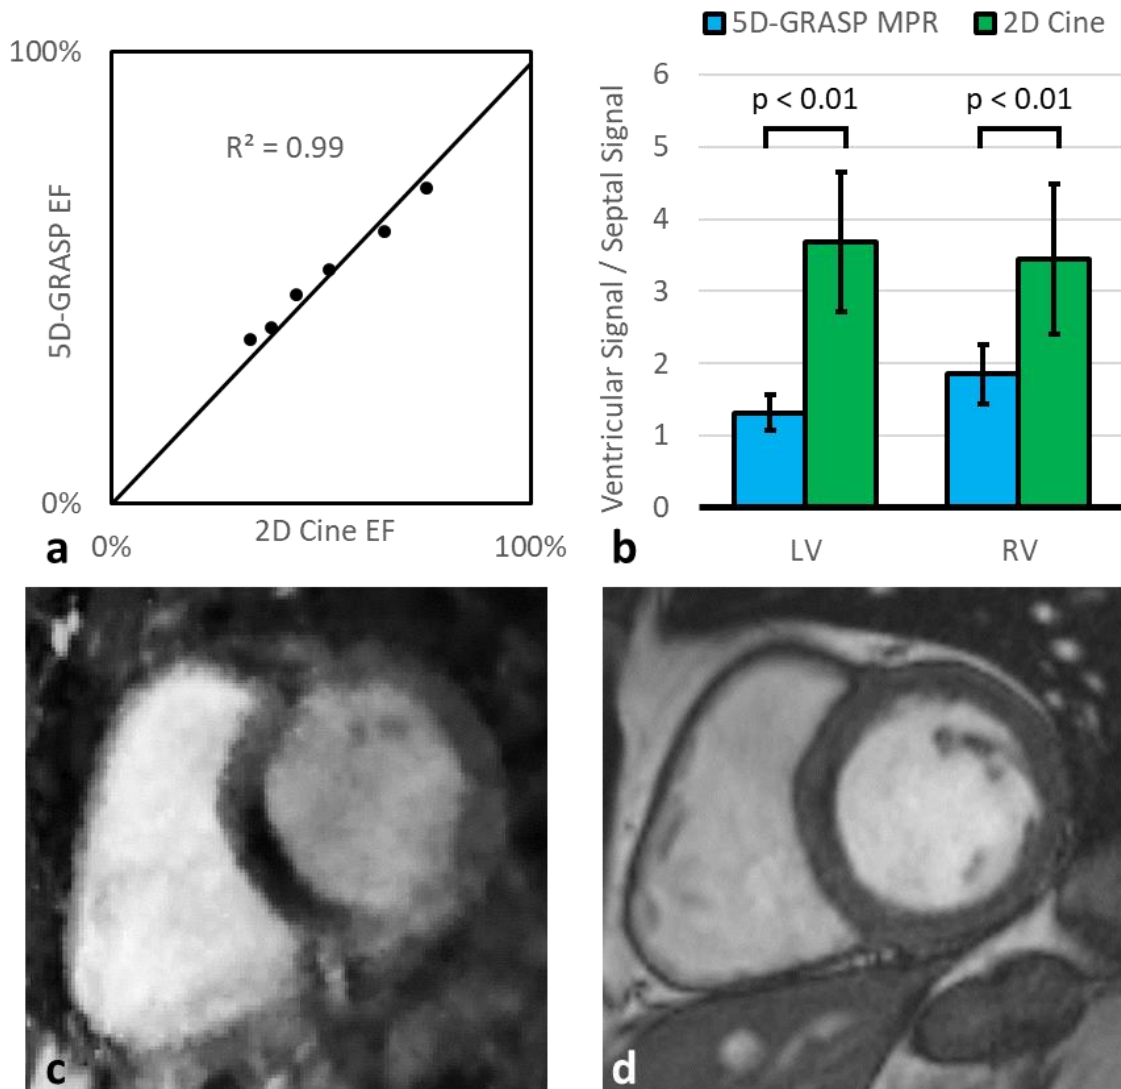 100%
R² = 0.99
5D-GRASP EF
0%
2D Cine EF
0%
100%
a
5D-GRASP MPR
2D Cine
6
p < 0.01
p < 0.01
5
4
3
2
1
0
Ventricular Signal / Septal Signal
LV
RV
b
c
d